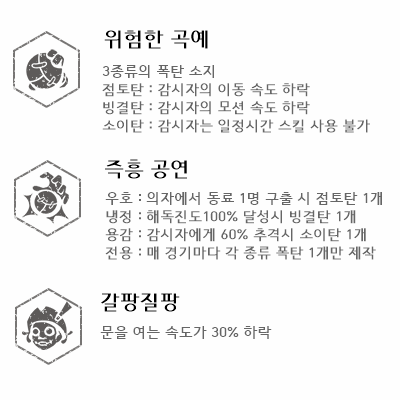 위험한 곡예
3종류의 폭탄 소지
점토탄 : 감시자의 이동 속도 하락
빙결탄 : 감시자의 모션 속도 하락
소이탄 : 감시자는 일정시간 스킬 사용 불가
즉흥 공연
우호 : 의자에서 동료 1명 구출 시 점토탄 1개
냉정 : 해독진도100% 달성시 빙결탄 1개
용감 : 감시자에게 60% 추격시 소이탄 1개
전용 : 매 경기마다 각 종류 폭탄 1개만 제작
갈팡질팡
문을 여는 속도가 30% 하락